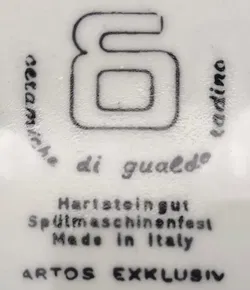 ceramiche di gualdo tadino
Hartsteingut
Spülmaschinenfest
Made in Italy
ARTOS EXKLUSIV